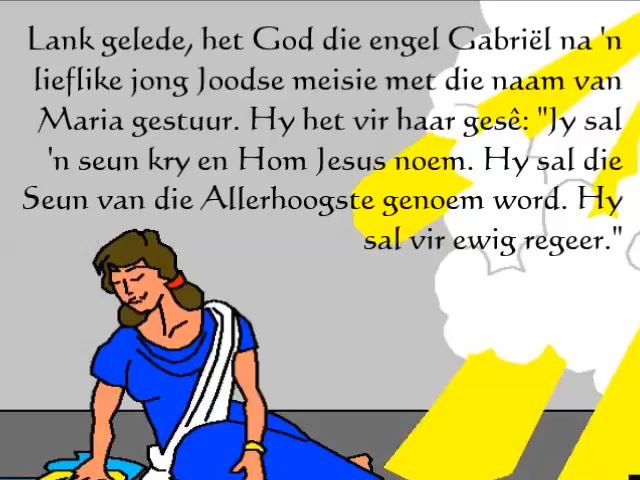 Lank gelede, het God die engel Gabriël na 'n
lieflike jong Joodse meisie met die naam van
Maria gestuur. Hy het vir haar gesê: "Jy sal
'n seun kry en Hom Jesus noem. Hy sal die
Seun van die Allerhoogste genoem word. Hy
sal vir ewig regeer."